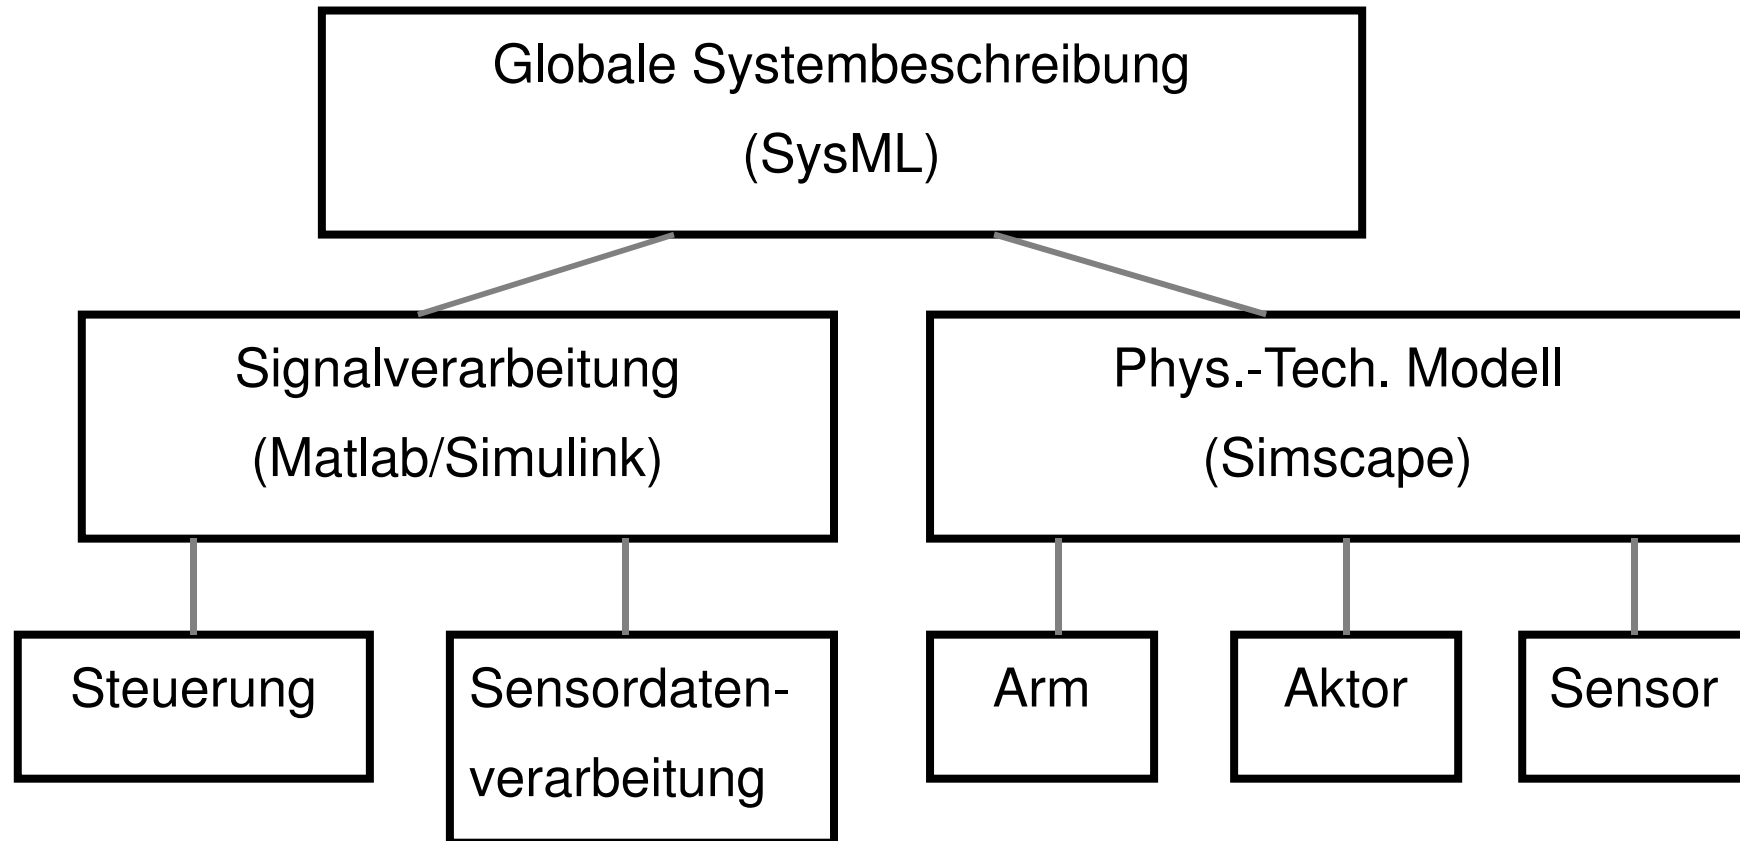 Globale Systembeschreibung
(SysML)
Signalverarbeitung
(Matlab/Simulink)
Phys.-Tech. Modell
(Simscape)
Steuerung
Sensordaten-
verarbeitung
Arm
Aktor
Sensor